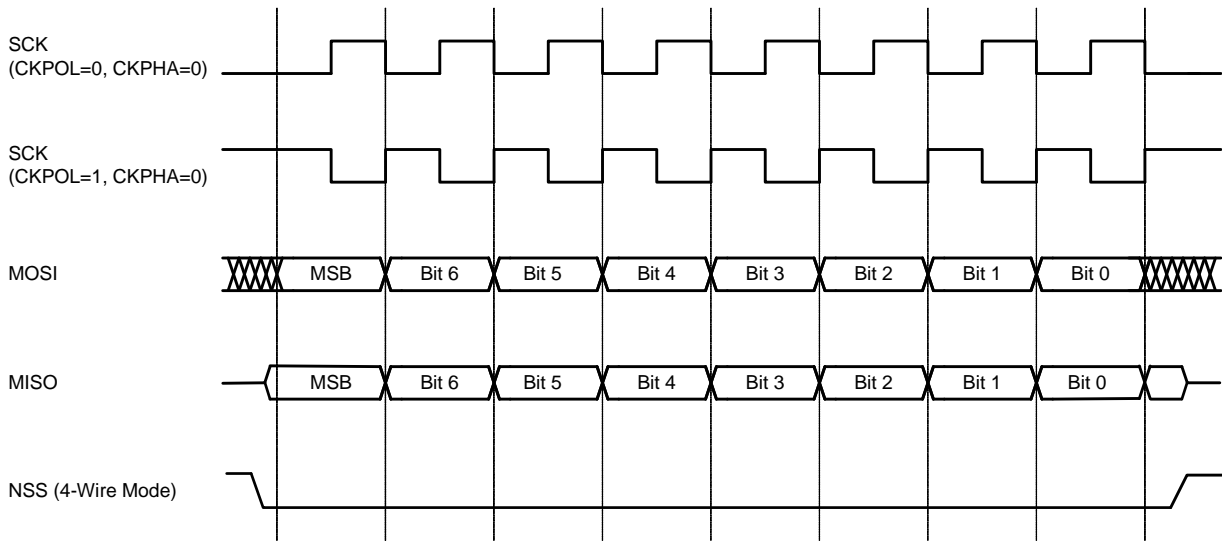 SCK
(CKPOL=0, CKPHA=0)
SCK
(CKPOL=1, CKPHA=0)
MOSI
MSB Bit 6 Bit 5 Bit 4 Bit 3 Bit 2 Bit 1 Bit 0
MISO
MSB Bit 6 Bit 5 Bit 4 Bit 3 Bit 2 Bit 1 Bit 0
NSS (4-Wire Mode)